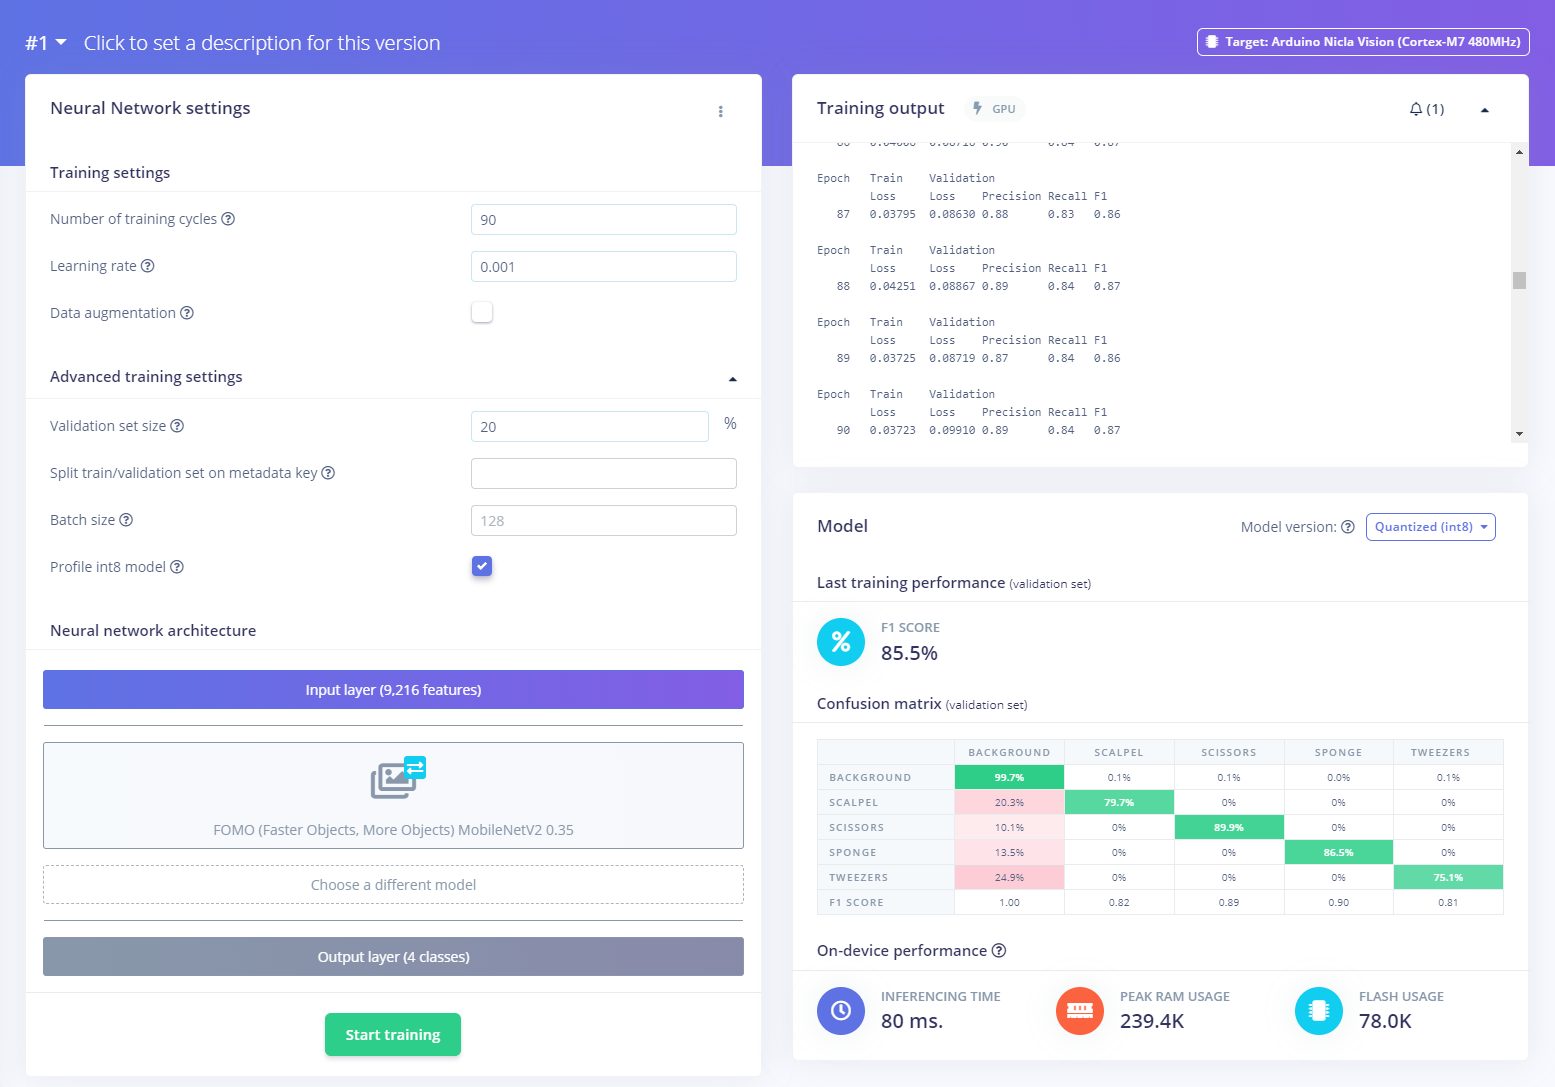 #1 Click to set a description for this version
Target: Arduino Nicla Vision (Cortex-M7 480MHz)
Neural Network settings
Training settings
Number of training cycles
90
Learning rate
0.001
Data augmentation
Advanced training settings
Validation set size
20 %
Split train/validation set on metadata key
Batch size
128
Profile int8 model
Neural network architecture
Input layer (9,216 features)
FOMO (Faster Objects, More Objects) MobileNetV2 0.35
Choose a different model
Output layer (4 classes)
Start training
Training output GPU (1)
Epoch Train Validation
Loss Loss Precision Recall F1
87 0.03795 0.08630 0.88 0.83 0.86
Epoch Train Validation
Loss Loss Precision Recall F1
88 0.04251 0.08867 0.89 0.84 0.87
Epoch Train Validation
Loss Loss Precision Recall F1
89 0.03725 0.08719 0.87 0.84 0.86
Epoch Train Validation
Loss Loss Precision Recall F1
90 0.03723 0.09910 0.89 0.84 0.87
Model
Model version: Quantized (int8)
Last training performance (validation set)
% F1 SCORE
85.5%
Confusion matrix (validation set)
BACKGROUND SCALPEL SCISSORS SPONGE TWEEZERS
BACKGROUND 99.7% 0.1% 0.1% 0.0% 0.1%
SCALPEL 20.3% 79.7% 0% 0% 0%
SCISSORS 10.1% 0% 89.9% 0% 0%
SPONGE 13.5% 0% 0% 86.5% 0%
TWEEZERS 24.9% 0% 0% 0% 75.1%
F1 SCORE 1.00 0.82 0.89 0.90 0.81
On-device performance
INFERENCING TIME
80 ms.
PEAK RAM USAGE
239.4K
FLASH USAGE
78.0K